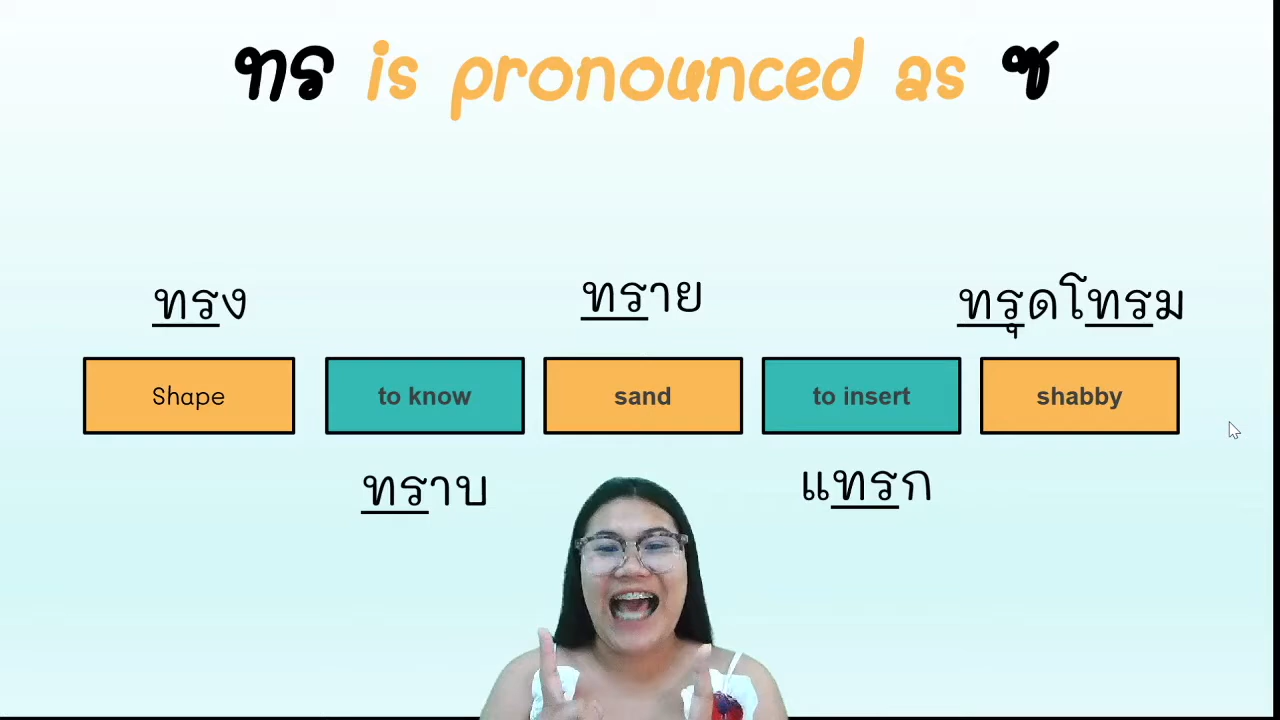 ทร is pronounced as ซ
ทรง
ทราย
ทรุดโทรม
Shape
to know
sand
to insert
shabby
ทราบ
แทรก